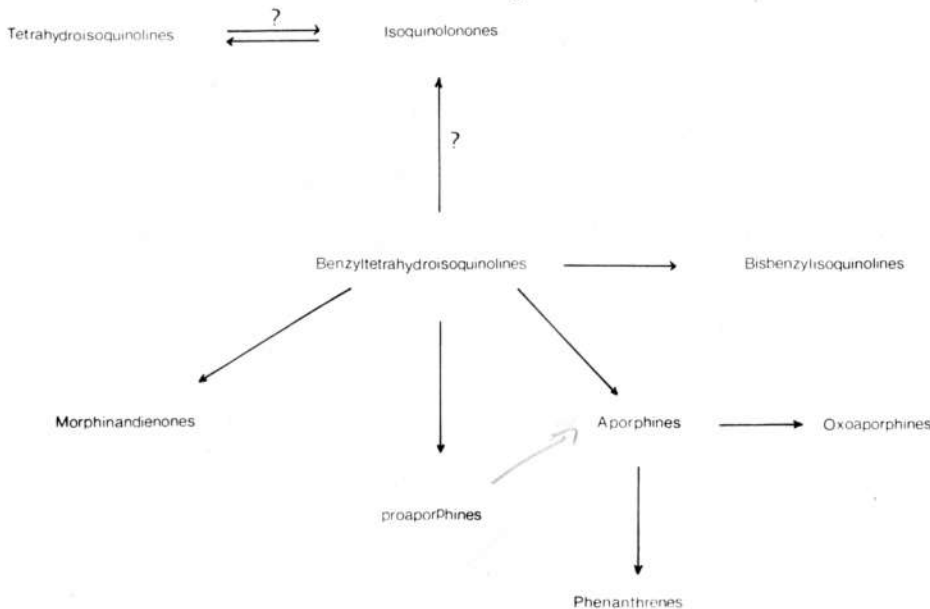 ?
Tetrahydroisoquinolines Isoquinolonones
?
Benzyltetrahydroisoquinolines Bisbenzylisoquinolines
Morphinandienones Aporphines Oxoaporphines
proaporphines
Phenanthrenes